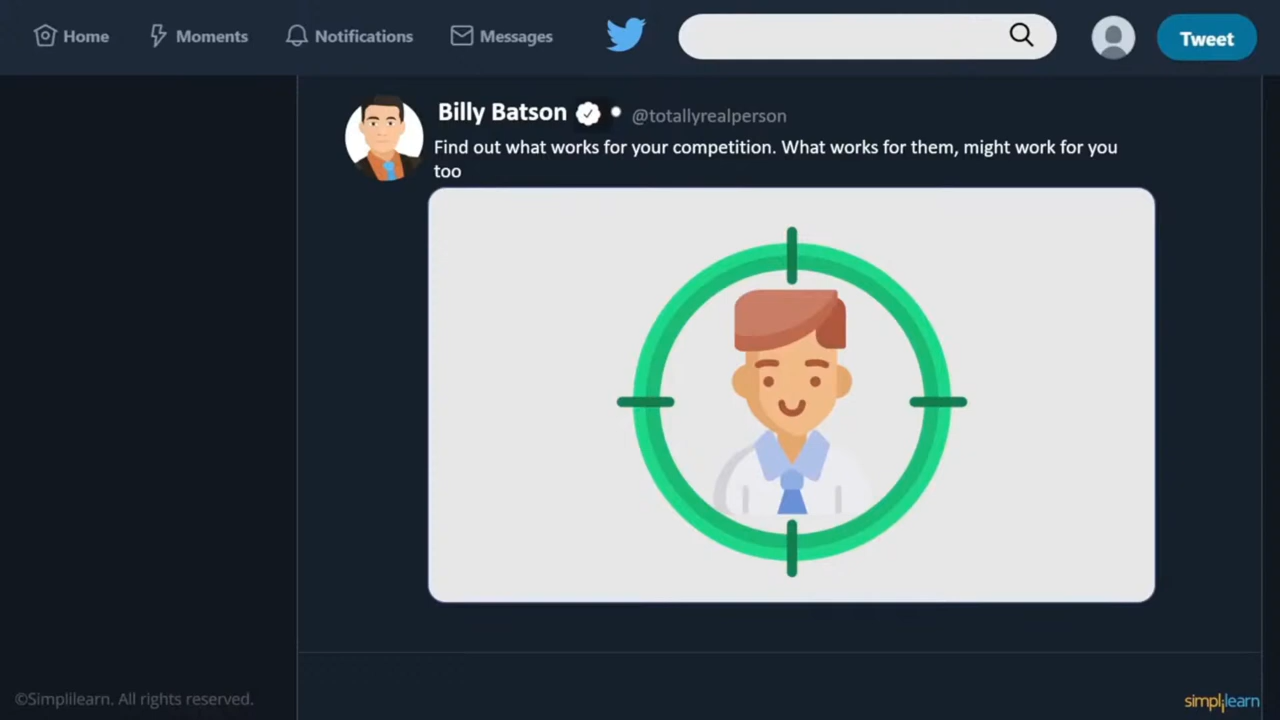 Home Moments Notifications Messages Tweet
Billy Batson @totallyrealperson
Find out what works for your competition. What works for them, might work for you
too
©Simplilearn. All rights reserved.
simplilearn